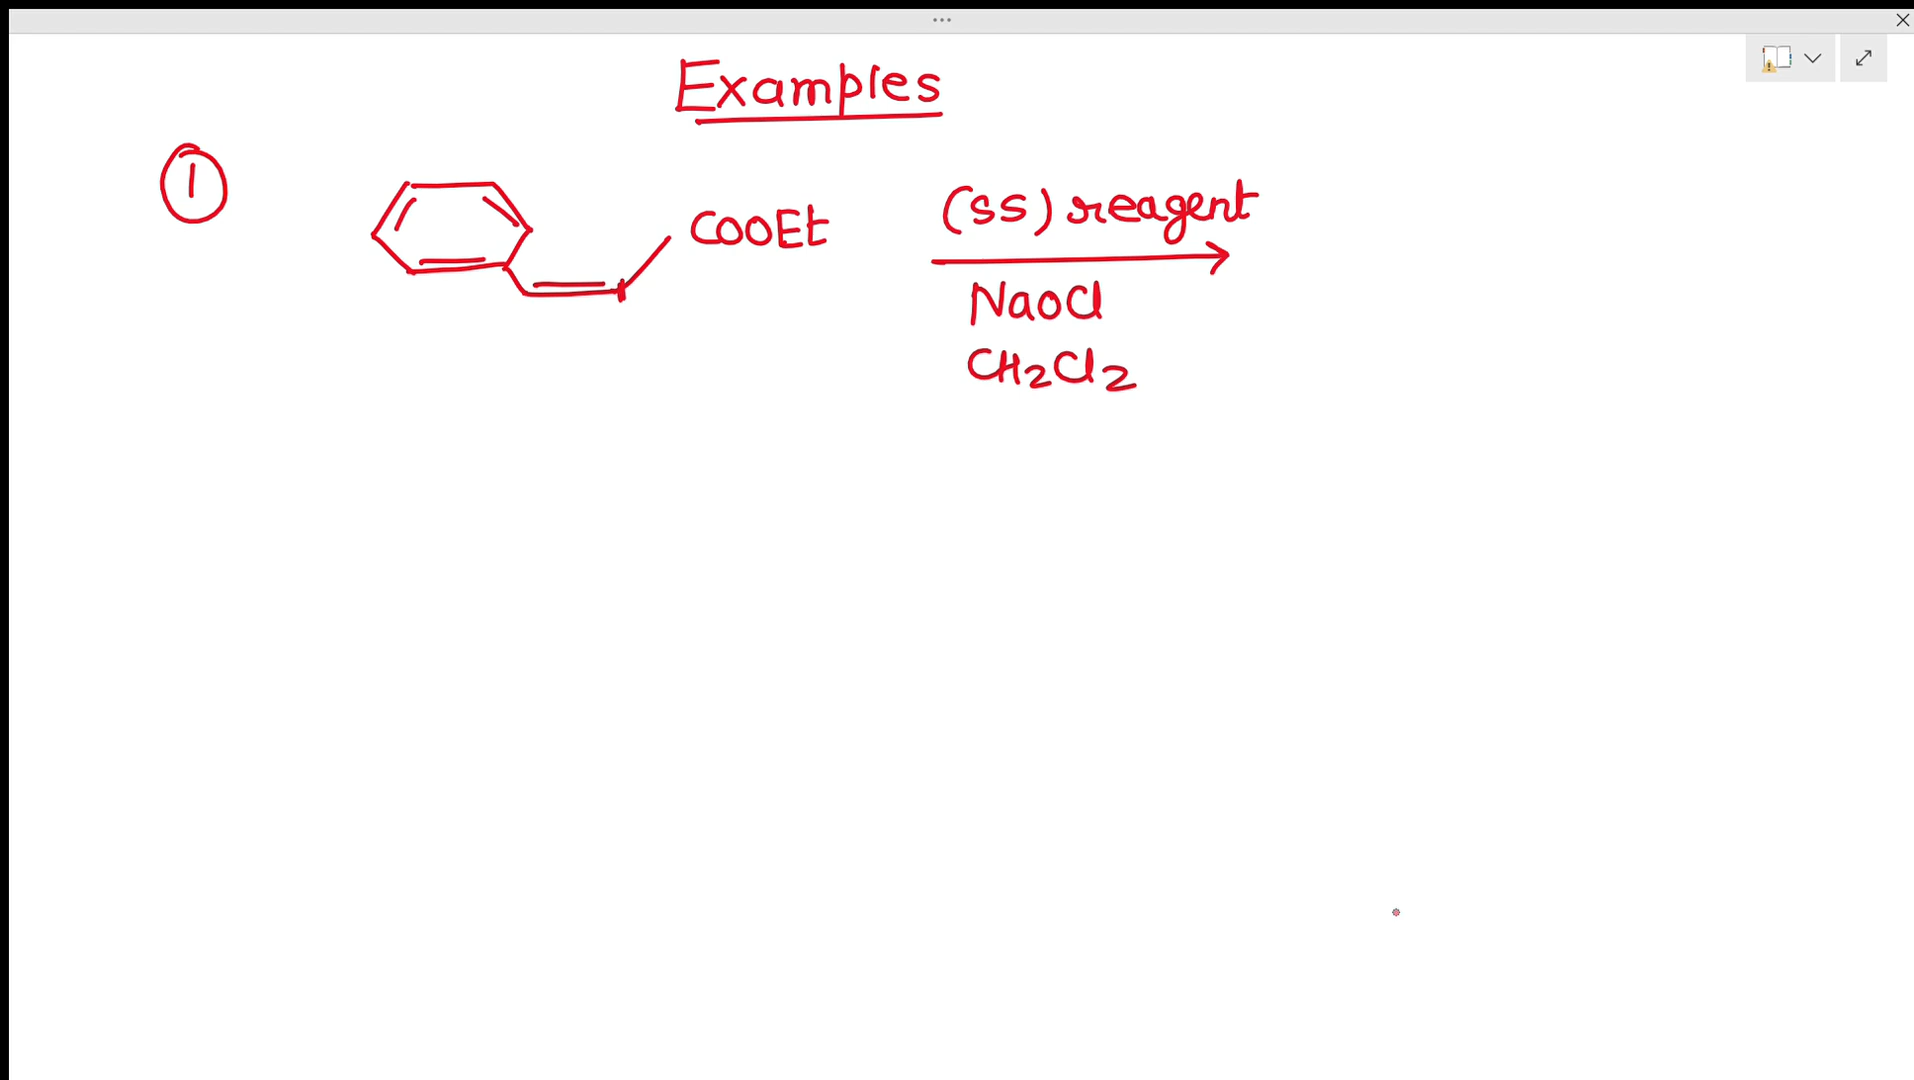 Examples
1
COOEt
(SS) reagent
NaoCl
CH2Cl2